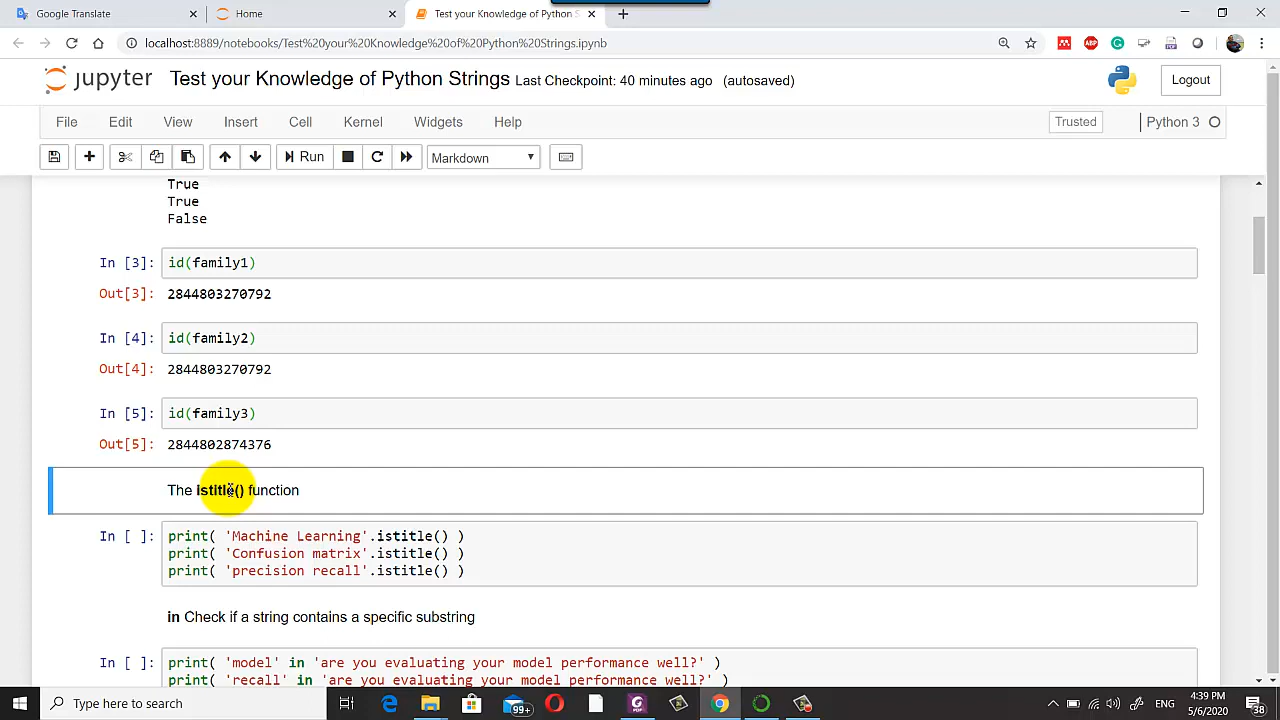 Google Translate
Home
Test your Knowledge of Python S
localhost:8889/notebooks/Test%20your%20Knowledge%20of%20Python%20Strings.ipynb
ABP
jupyter Test your Knowledge of Python Strings Last Checkpoint: 40 minutes ago (autosaved)
Logout
File Edit View Insert Cell Kernel Widgets Help
Trusted
Python 3
Run
Markdown
True
True
False
In [3]: id(family1)
Out[3]: 2844803270792
In [4]: id(family2)
Out[4]: 2844803270792
In [5]: id(family3)
Out[5]: 2844802874376
The istitle() function
In [ ]: print( 'Machine Learning'.istitle() )
print( 'Confusion matrix'.istitle() )
print( 'precision recall'.istitle() )
in Check if a string contains a specific substring
In [ ]: print( 'model' in 'are you evaluating your model performance well?' )
print( 'recall' in 'are you evaluating your model performance well?' )
Type here to search
99+
ENG
4:39 PM
5/6/2020
38